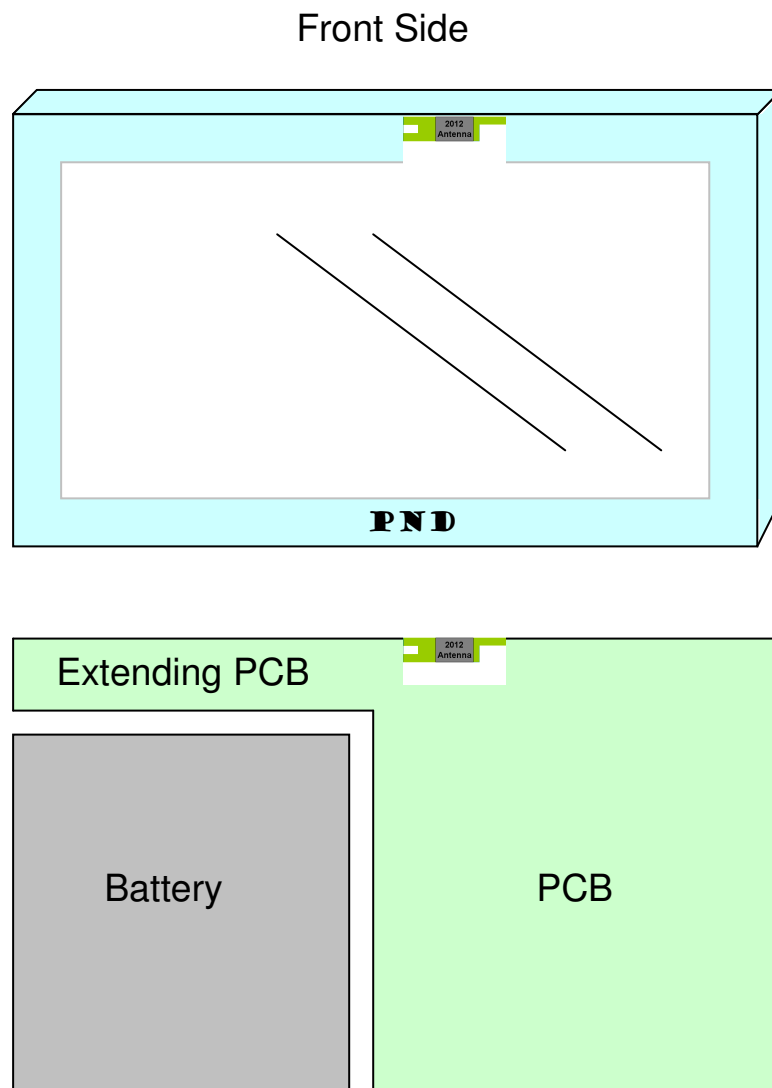 Front Side
2012
Antenna
PND
2012
Antenna
Extending PCB
Battery
PCB